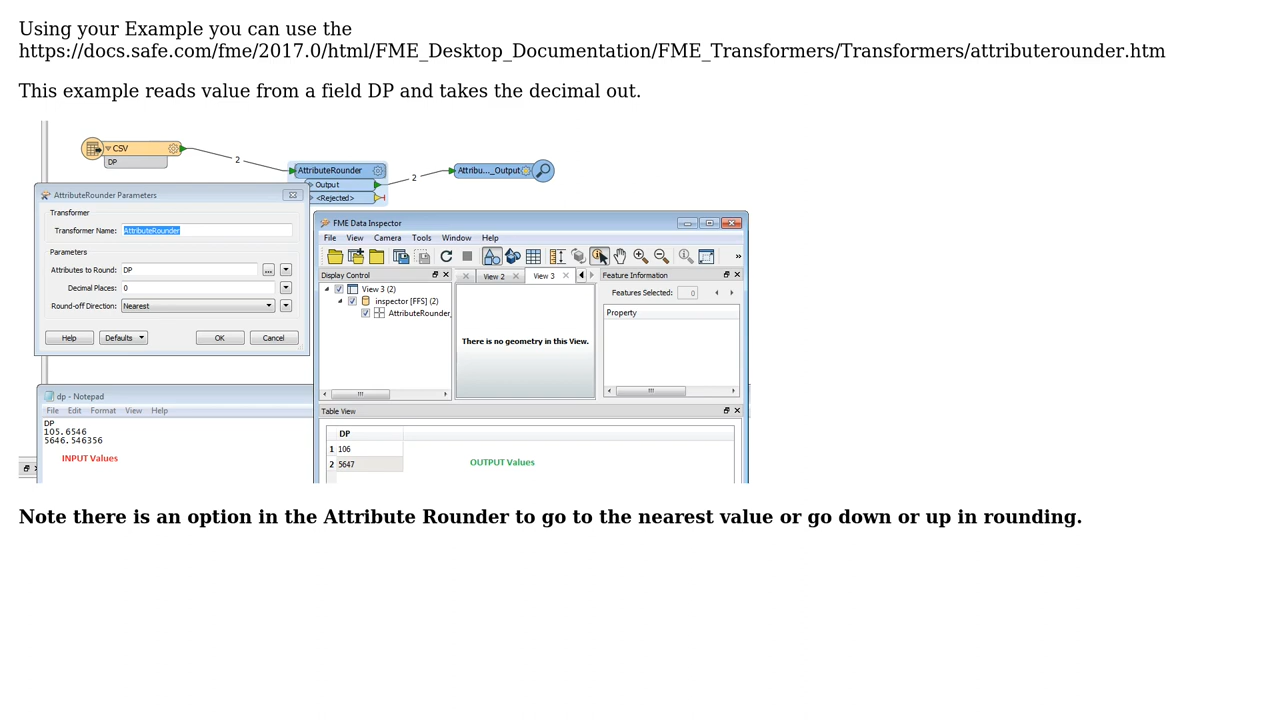 Using your Example you can use the
https://docs.safe.com/fme/2017.0/html/FME_Desktop_Documentation/FME_Transformers/Transformers/attributerounder.htm
This example reads value from a field DP and takes the decimal out.
CSV
DP
2
AttributeRounder
Output
<Rejected>
2
Attribu..._Output
AttributeRounder Parameters
Transformer
Transformer Name: AttributeRounder
Parameters
Attributes to Round: DP ...
Decimal Places: 0
Round-off Direction: Nearest
Help Defaults OK Cancel
FME Data Inspector
File View Camera Tools Window Help
»
Display Control
View 3 (2)
inspector [FFS] (2)
AttributeRounder_
View 2 View 3
There is no geometry in this View.
Feature Information
Features Selected: 0
Property
Table View
DP
1 106
2 5647
OUTPUT Values
dp - Notepad
File Edit Format View Help
DP
105.6546
5646.546356
INPUT Values
Note there is an option in the Attribute Rounder to go to the nearest value or go down or up in rounding.